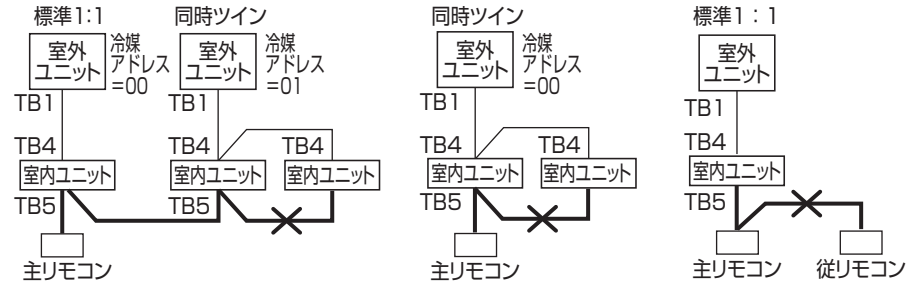 標準1:1
室外
ユニット
冷媒
アドレス
=00
TB1
TB4
室内ユニット
TB5
主リモコン
同時ツイン
室外
ユニット
冷媒
アドレス
=01
TB1
TB4
TB4
室内ユニット
室内ユニット
TB5
同時ツイン
室外
ユニット
冷媒
アドレス
=00
TB1
TB4
TB4
室内ユニット
室内ユニット
TB5
主リモコン
標準1：1
室外
ユニット
TB1
TB4
室内ユニット
TB5
主リモコン
従リモコン